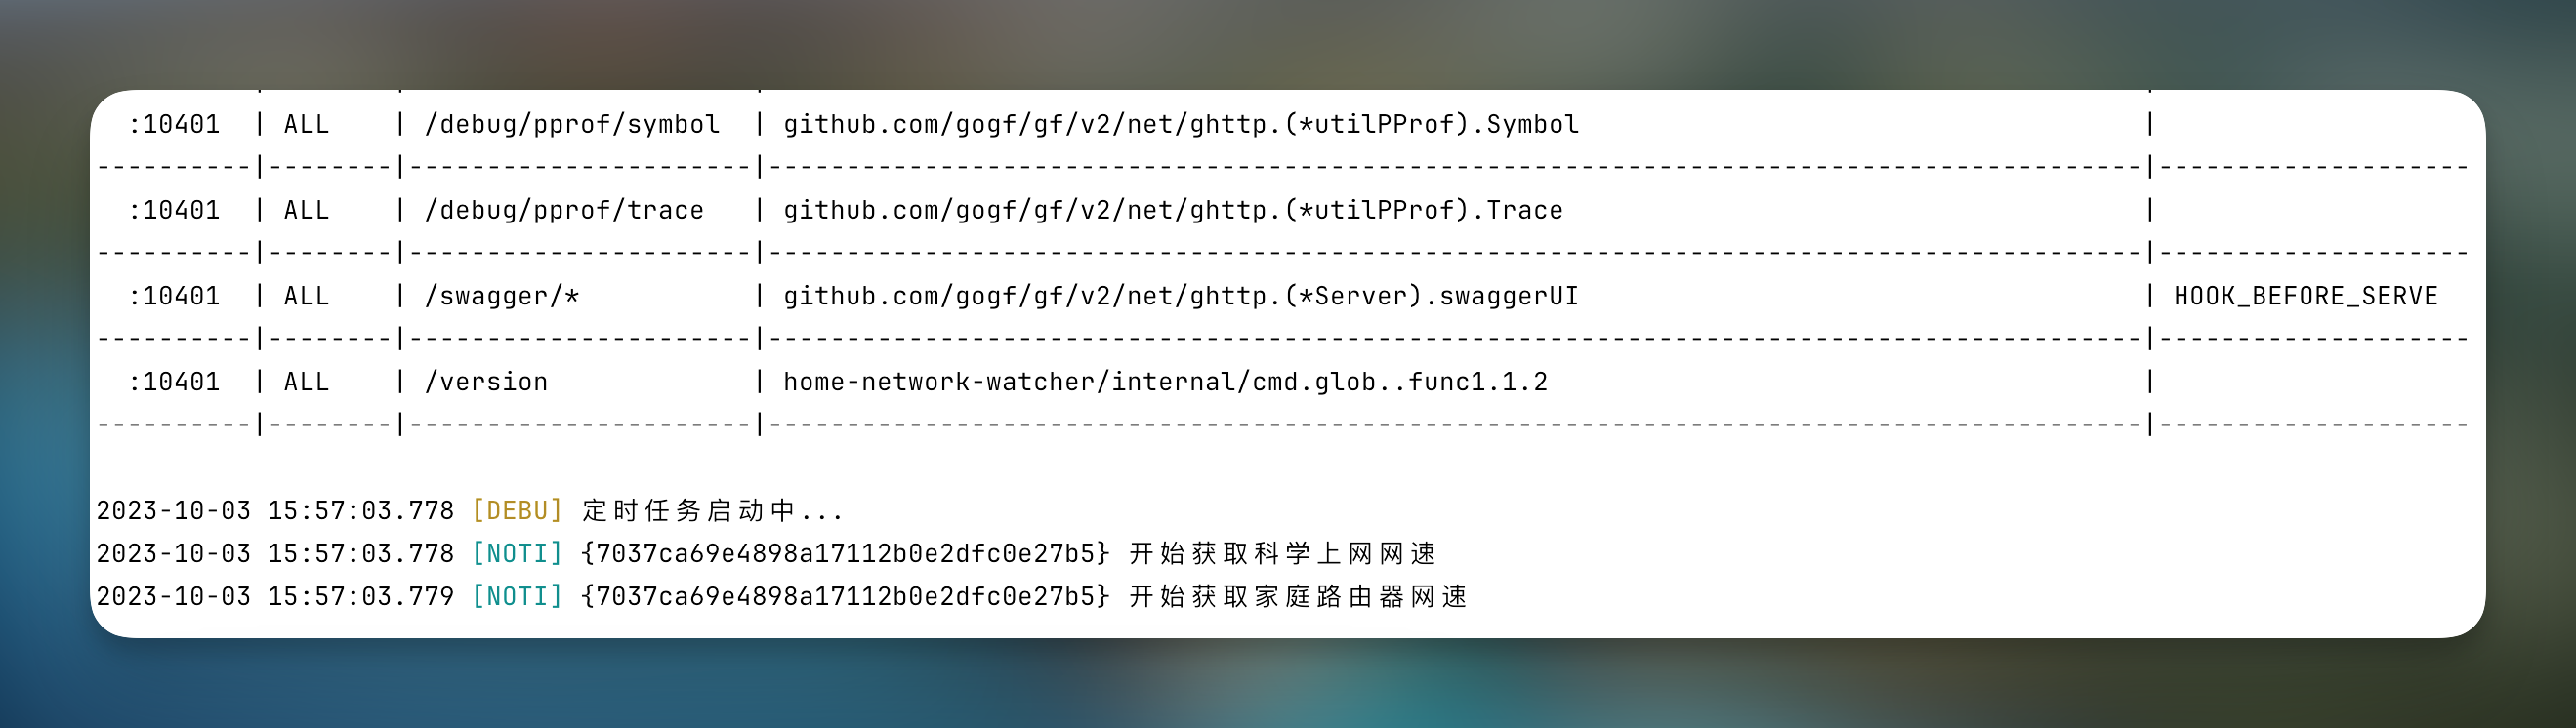 :10401 | ALL | /debug/pprof/symbol | github.com/gogf/gf/v2/net/ghttp.(*utilPProf).Symbol |
----------|--------|----------------------|-----------------------------------------------------------------------------------------|--------------------
:10401 | ALL | /debug/pprof/trace | github.com/gogf/gf/v2/net/ghttp.(*utilPProf).Trace |
----------|--------|----------------------|-----------------------------------------------------------------------------------------|--------------------
:10401 | ALL | /swagger/* | github.com/gogf/gf/v2/net/ghttp.(*Server).swaggerUI | HOOK_BEFORE_SERVE
----------|--------|----------------------|-----------------------------------------------------------------------------------------|--------------------
:10401 | ALL | /version | home-network-watcher/internal/cmd.glob..func1.1.2 |
----------|--------|----------------------|-----------------------------------------------------------------------------------------|--------------------
2023-10-03 15:57:03.778 [DEBU] 定时任务启动中...
2023-10-03 15:57:03.778 [NOTI] {7037ca69e4898a17112b0e2dfc0e27b5} 开始获取科学上网网速
2023-10-03 15:57:03.779 [NOTI] {7037ca69e4898a17112b0e2dfc0e27b5} 开始获取家庭路由器网速